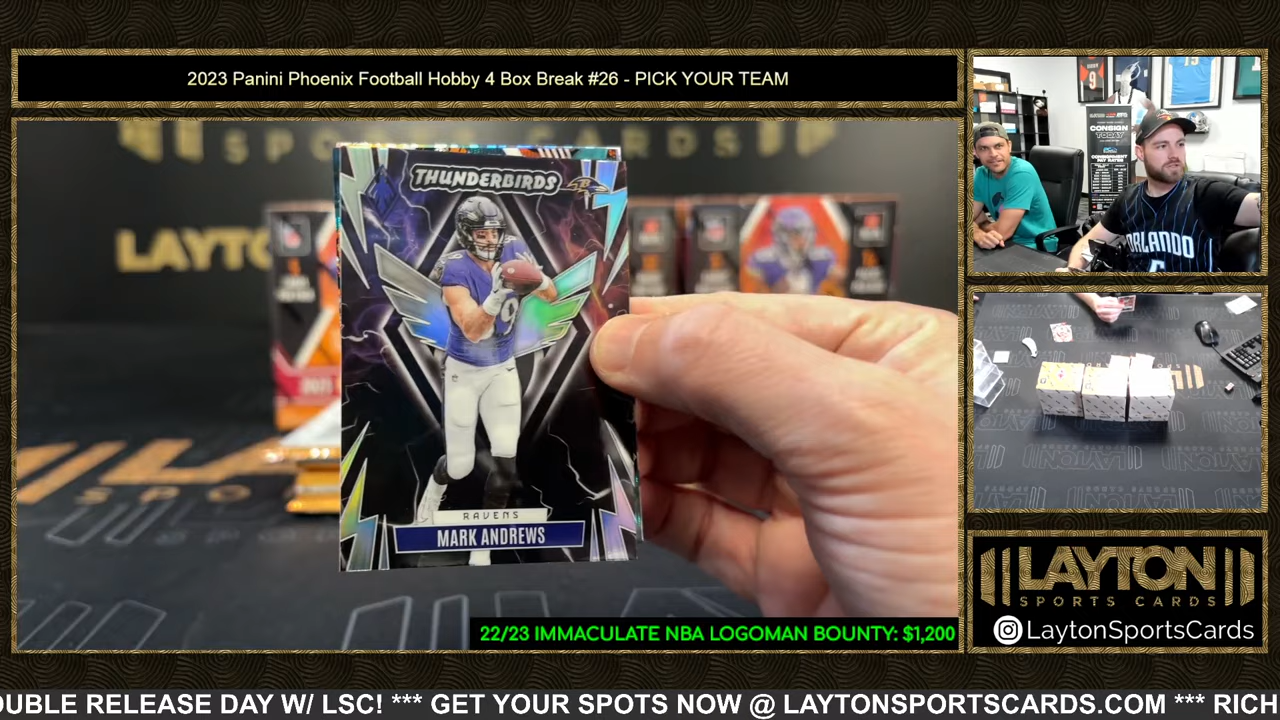 2023 Panini Phoenix Football Hobby 4 Box Break #26 - PICK YOUR TEAM
THUNDERBIRDS
RAVENS
MARK ANDREWS
22/23 IMMACULATE NBA LOGOMAN BOUNTY: $1,200
CONSIGN
TODAY
ORLANDO
LAYTON
SPORTS CARDS
LaytonSportsCards
OUBLE RELEASE DAY W/ LSC! *** GET YOUR SPOTS NOW @ LAYTONSPORTSCARDS.COM *** RICH